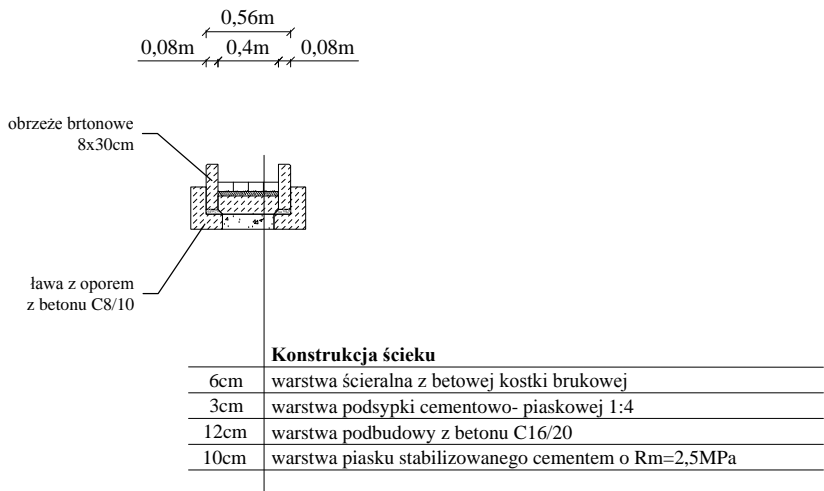 0,56m
0,08m 0,4m 0,08m
obrzeże brtonowe
8x30cm
ława z oporem
z betonu C8/10
Konstrukcja ścieku
6cm warstwa ścieralna z betowej kostki brukowej
3cm warstwa podsypki cementowo- piaskowej 1:4
12cm warstwa podbudowy z betonu C16/20
10cm warstwa piasku stabilizowanego cementem o Rm=2,5MPa